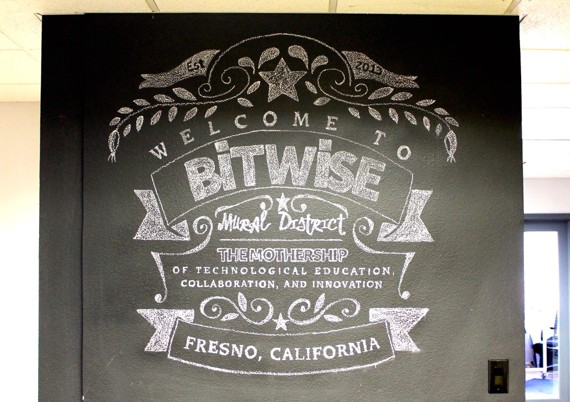 Est 2013
WELCOME TO
BiTWiSE
Mural District
THE MOTHERSHIP
OF TECHNOLOGICAL EDUCATION,
COLLABORATION, AND INNOVATION
FRESNO, CALIFORNIA